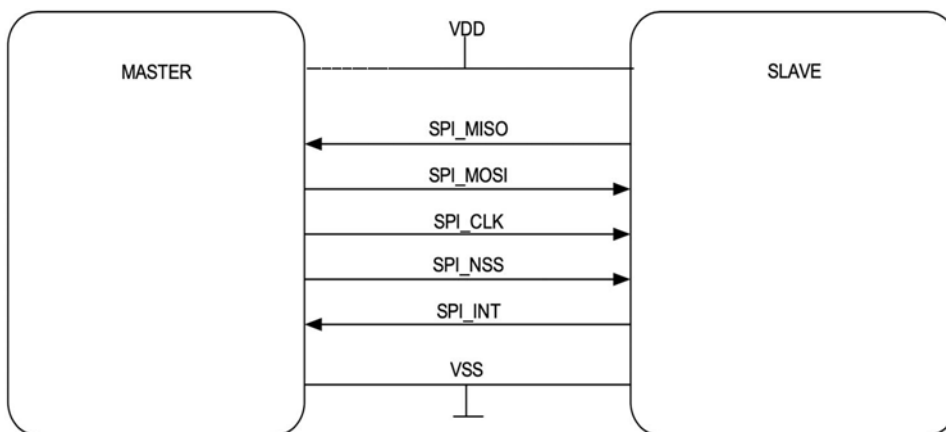 VDD
MASTER
SLAVE
SPI_MISO
SPI_MOSI
SPI_CLK
SPI_NSS
SPI_INT
VSS